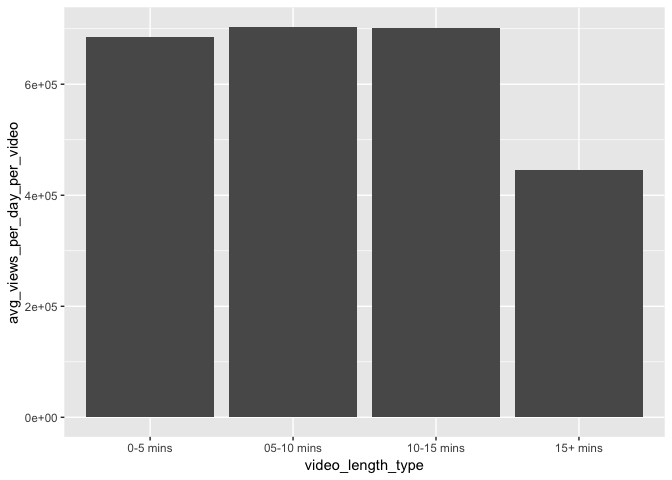 avg_views_per_day_per_video
6e+05
4e+05
2e+05
0e+00
0-5 mins
05-10 mins
10-15 mins
15+ mins
video_length_type